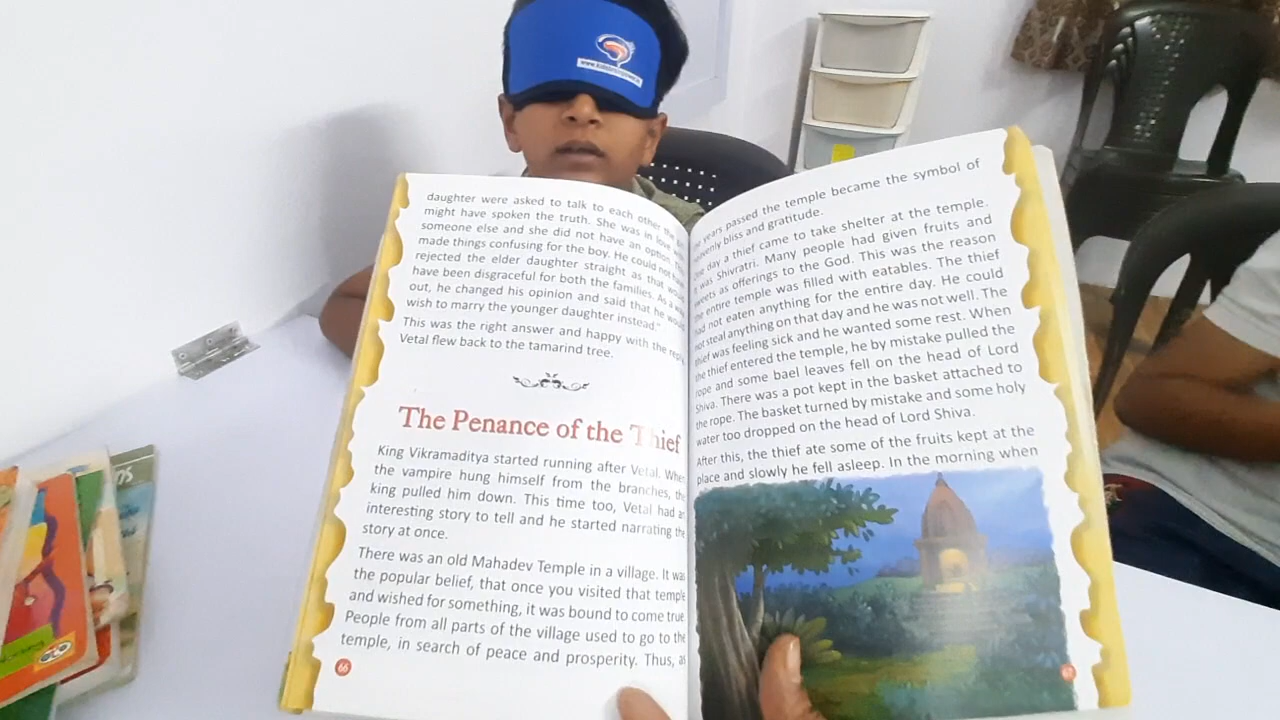 www.kidsbrainpower.in
daughter were asked to talk to each other the
might have spoken the truth. She was in love
someone else and she did not have an option. This
made things confusing for the boy. He could not
rejected the elder daughter straight as that would
have been disgraceful for both the families. As a way
out, he changed his opinion and said that he would
wish to marry the younger daughter instead."
This was the right answer and happy with the reply
Vetal flew back to the tamarind tree.
The Penance of the Thief
King Vikramaditya started running after Vetal. When
the vampire hung himself from the branches, the
king pulled him down. This time too, Vetal had an
interesting story to tell and he started narrating the
story at once.
There was an old Mahadev Temple in a village. It was
the popular belief, that once you visited that temple
and wished for something, it was bound to come true.
People from all parts of the village used to go to the
temple, in search of peace and prosperity. Thus, as
66
years passed the temple became the symbol of
bliss and gratitude.
day a thief came to take shelter at the temple.
was Shivratri. Many people had given fruits and
sweets as offerings to the God. This was the reason
the entire temple was filled with eatables. The thief
had not eaten anything for the entire day. He could
not steal anything on that day and he was not well. The
thief was feeling sick and he wanted some rest. When
the thief entered the temple, he by mistake pulled the
rope and some bael leaves fell on the head of Lord
Shiva. There was a pot kept in the basket attached to
the rope. The basket turned by mistake and some holy
water too dropped on the head of Lord Shiva.
After this, the thief ate some of the fruits kept at the
place and slowly he fell asleep. In the morning when